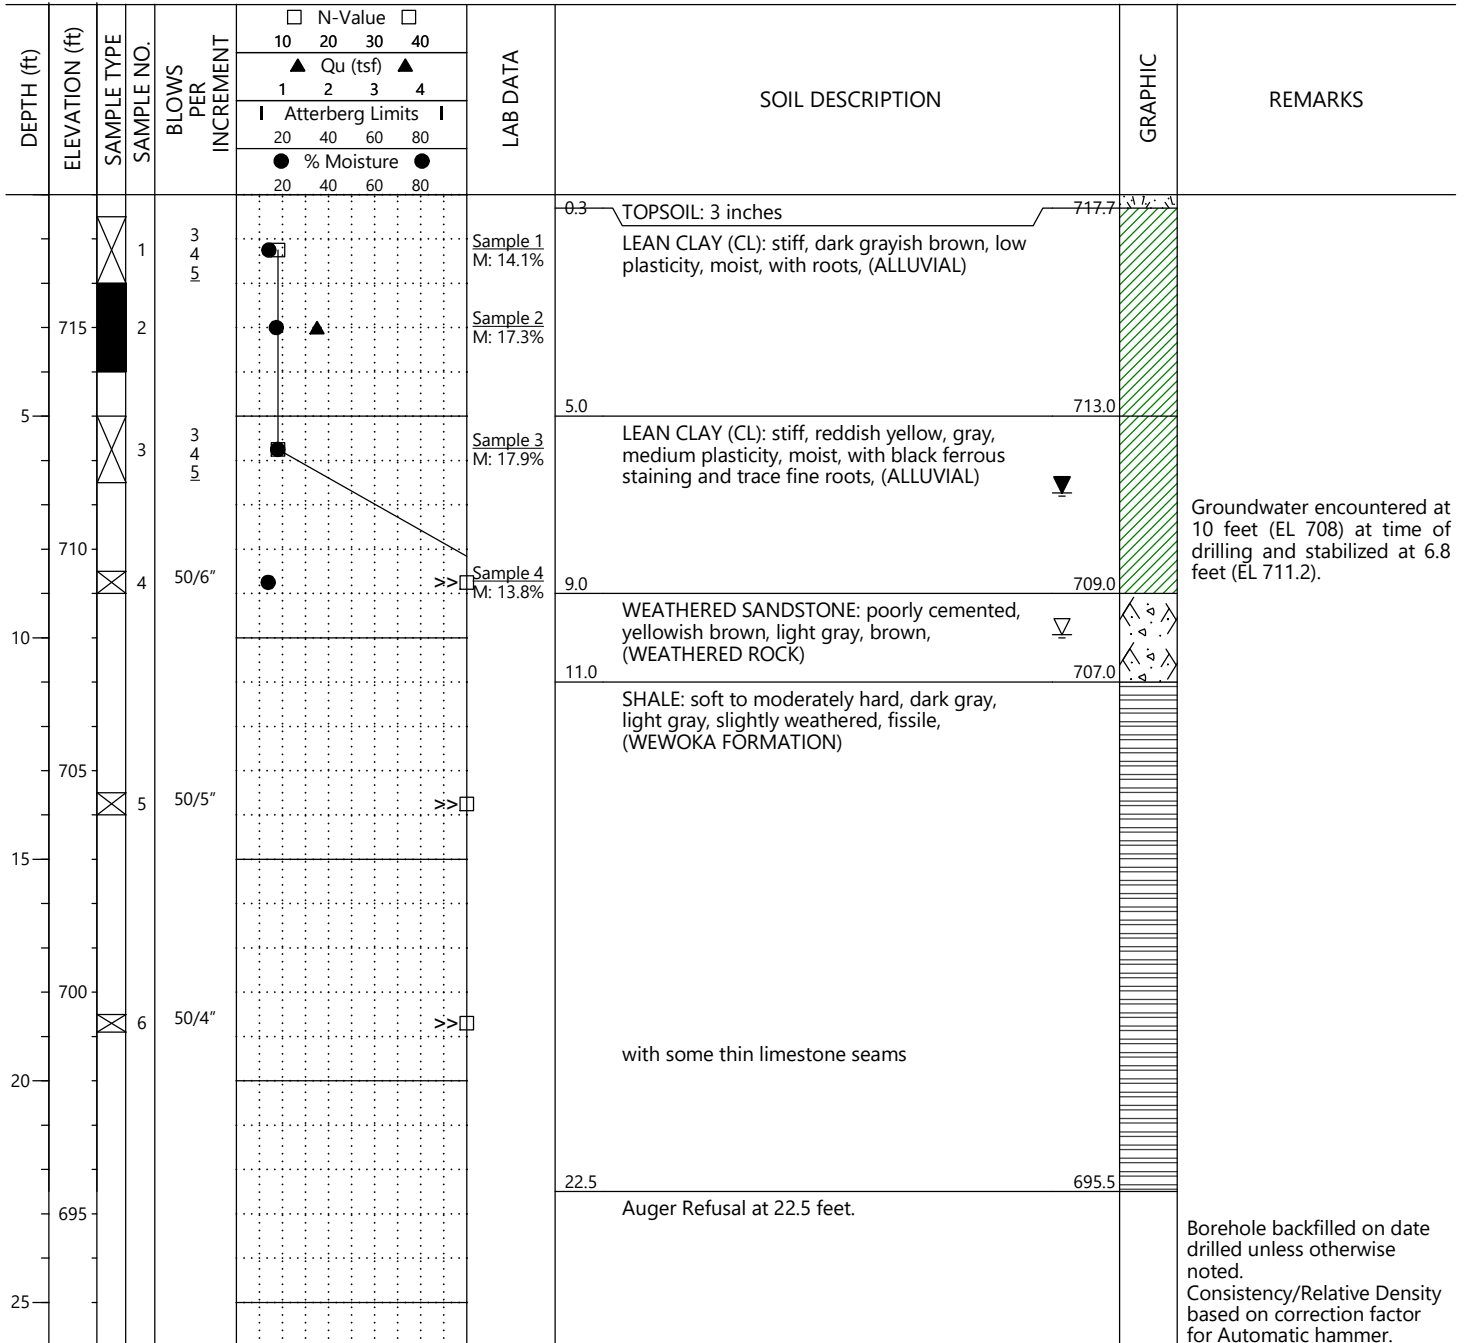 DEPTH (ft)
ELEVATION (ft)
SAMPLE TYPE
SAMPLE NO.
BLOWS
PER
INCREMENT
N-Value
10 20 30 40
Qu (tsf)
1 2 3 4
Atterberg Limits
20 40 60 80
% Moisture
20 40 60 80
LAB DATA
SOIL DESCRIPTION
GRAPHIC
REMARKS
0.3 TOPSOIL: 3 inches 717.7
1
3
4
5
Sample 1
M: 14.1%
LEAN CLAY (CL): stiff, dark grayish brown, low
plasticity, moist, with roots, (ALLUVIAL)
715
2
Sample 2
M: 17.3%
5.0 713.0
5
3
3
4
5
Sample 3
M: 17.9%
LEAN CLAY (CL): stiff, reddish yellow, gray,
medium plasticity, moist, with black ferrous
staining and trace fine roots, (ALLUVIAL)
Groundwater encountered at
10 feet (EL 708) at time of
drilling and stabilized at 6.8
feet (EL 711.2).
710
4
50/6"
>>
Sample 4
M: 13.8%
9.0 709.0
10
WEATHERED SANDSTONE: poorly cemented,
yellowish brown, light gray, brown,
(WEATHERED ROCK)
11.0 707.0
SHALE: soft to moderately hard, dark gray,
light gray, slightly weathered, fissile,
(WEWOKA FORMATION)
705
5
50/5"
>>
15
700
6
50/4"
>>
with some thin limestone seams
20
22.5 695.5
695
Auger Refusal at 22.5 feet.
25
Borehole backfilled on date
drilled unless otherwise
noted.
Consistency/Relative Density
based on correction factor
for Automatic hammer.